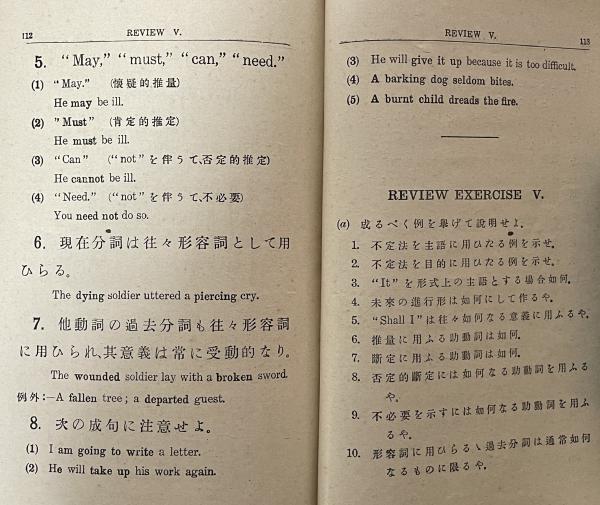 112
REVIEW V.
5. “May,” “must,” “can,” “need.”
(1) “May.” (懐疑的推量)
He may be ill.
(2) ”Must” (肯定的推定)
He must be ill.
(3) “Can” (“not”を伴うて、否定的推定)
He cannot be ill.
(4) “Need.” (“not”を伴うて、不必要)
You need not do so.
6. 現在分詞は往々形容詞として用
ひらる。
The dying soldier uttered a piercing cry.
7. 他動詞の過去分詞も往々形容詞
に用ひられ、其意義は常に受動的なり。
The wounded soldier lay with a broken sword.
例外:—A fallen tree; a departed guest.
8. 次の成句に注意せよ。
(1) I am going to write a letter.
(2) He will take up his work again.
REVIEW V.
113
(3) He will give it up because it is too difficult.
(4) A barking dog seldom bites.
(5) A burnt child dreads the fire.
REVIEW EXERCISE V.
(a) 成るべく例を擧げて說明せよ.
1. 不定法を主語に用ひたる例を示せ.
2. 不定法を目的に用ひたる例を示せ.
3. “It”を形式上の主語とする場合如何.
4. 未來の進行形は如何にして作るや.
5. “Shall I”は往々如何なる意義に用ふるや.
6. 推量に用ふる助動詞は如何.
7. 斷定に用ふる助動詞は如何.
8. 否定的斷定には如何なる助動詞を用ふる
や.
9. 不必要を示すには如何なる助動詞を用ふ
るや.
10. 形容詞に用ひらるゝ過去分詞は通常如何
なるものに限るや.